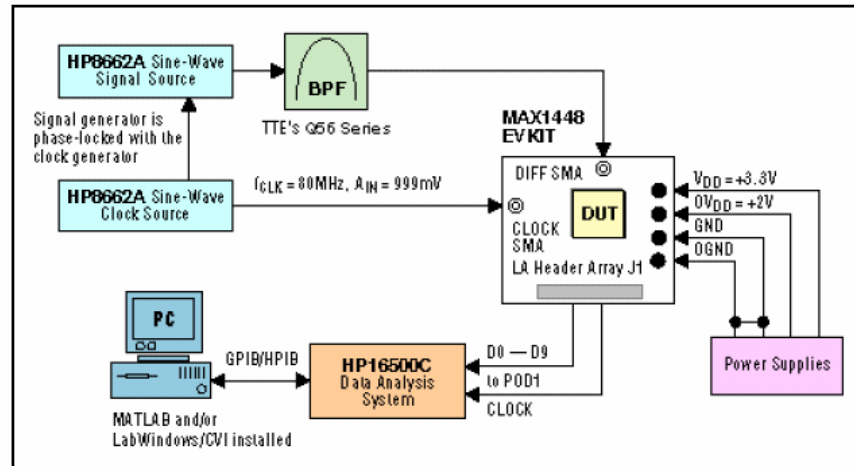 HP8662A Sine-Wave
Signal Source
BPF
TTE's Q56 Series
Signal generator is
phase-locked with the
clock generator
MAX1448
EV KIT
HP8662A Sine-Wave
Clock Source
fCLK = 80MHz, AIN = 999mV
DIFF SMA
DUT
CLOCK
SMA
LA Header Array J1
VDD = +3.3V
OVDD = +2V
GND
OGND
PC
GPIB/HPIB
HP16500C
Data Analysis
System
D0 — D9
to POD1
CLOCK
Power Supplies
MATLAB and/or
LabWindows/CVI installed